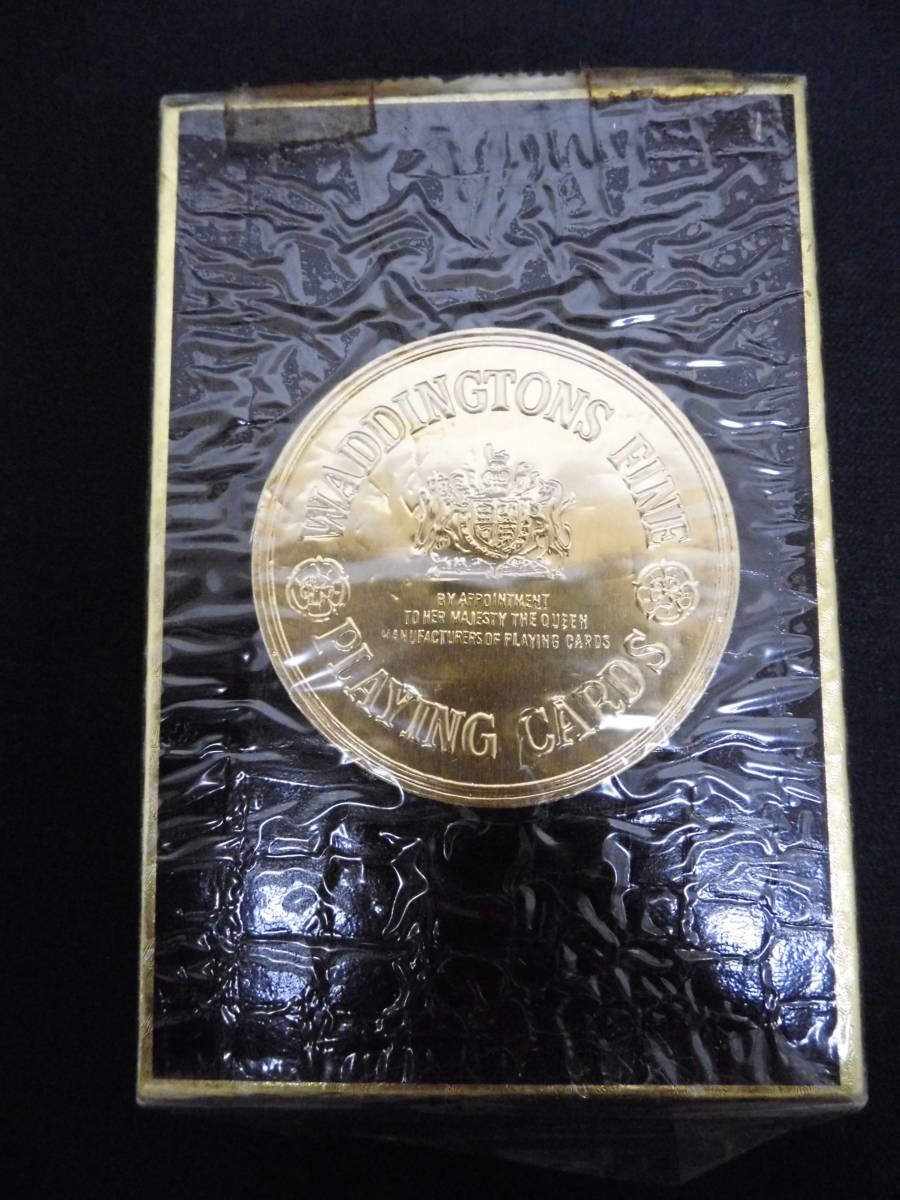 WADDINGTONS FINE
BY APPOINTMENT
TO HER MAJESTY THE QUEEN
MANUFACTURERS OF PLAYING CARDS
PLAYING CARDS